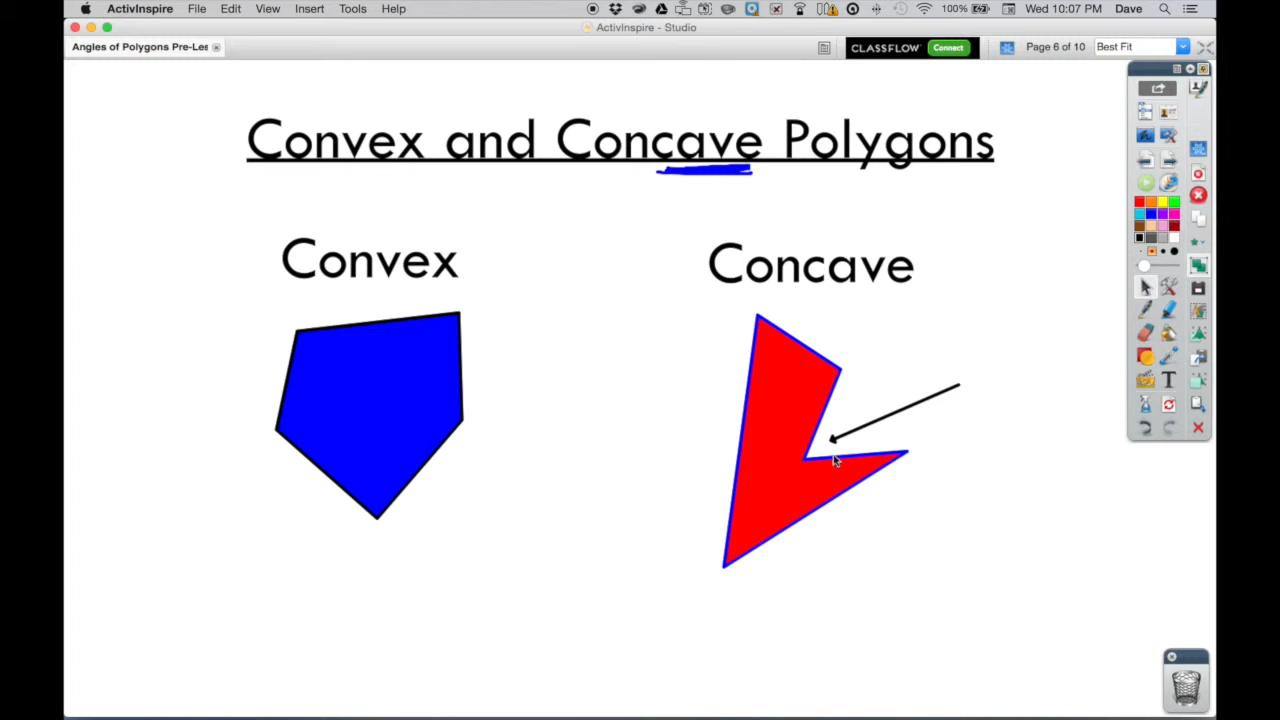 ActivInspire File Edit View Insert Tools Help 100% Wed 10:07 PM Dave
ActivInspire - Studio
Angles of Polygons Pre-Les
CLASSFLOW Connect Page 6 of 10 Best Fit
Convex and Concave Polygons
Convex Concave
T